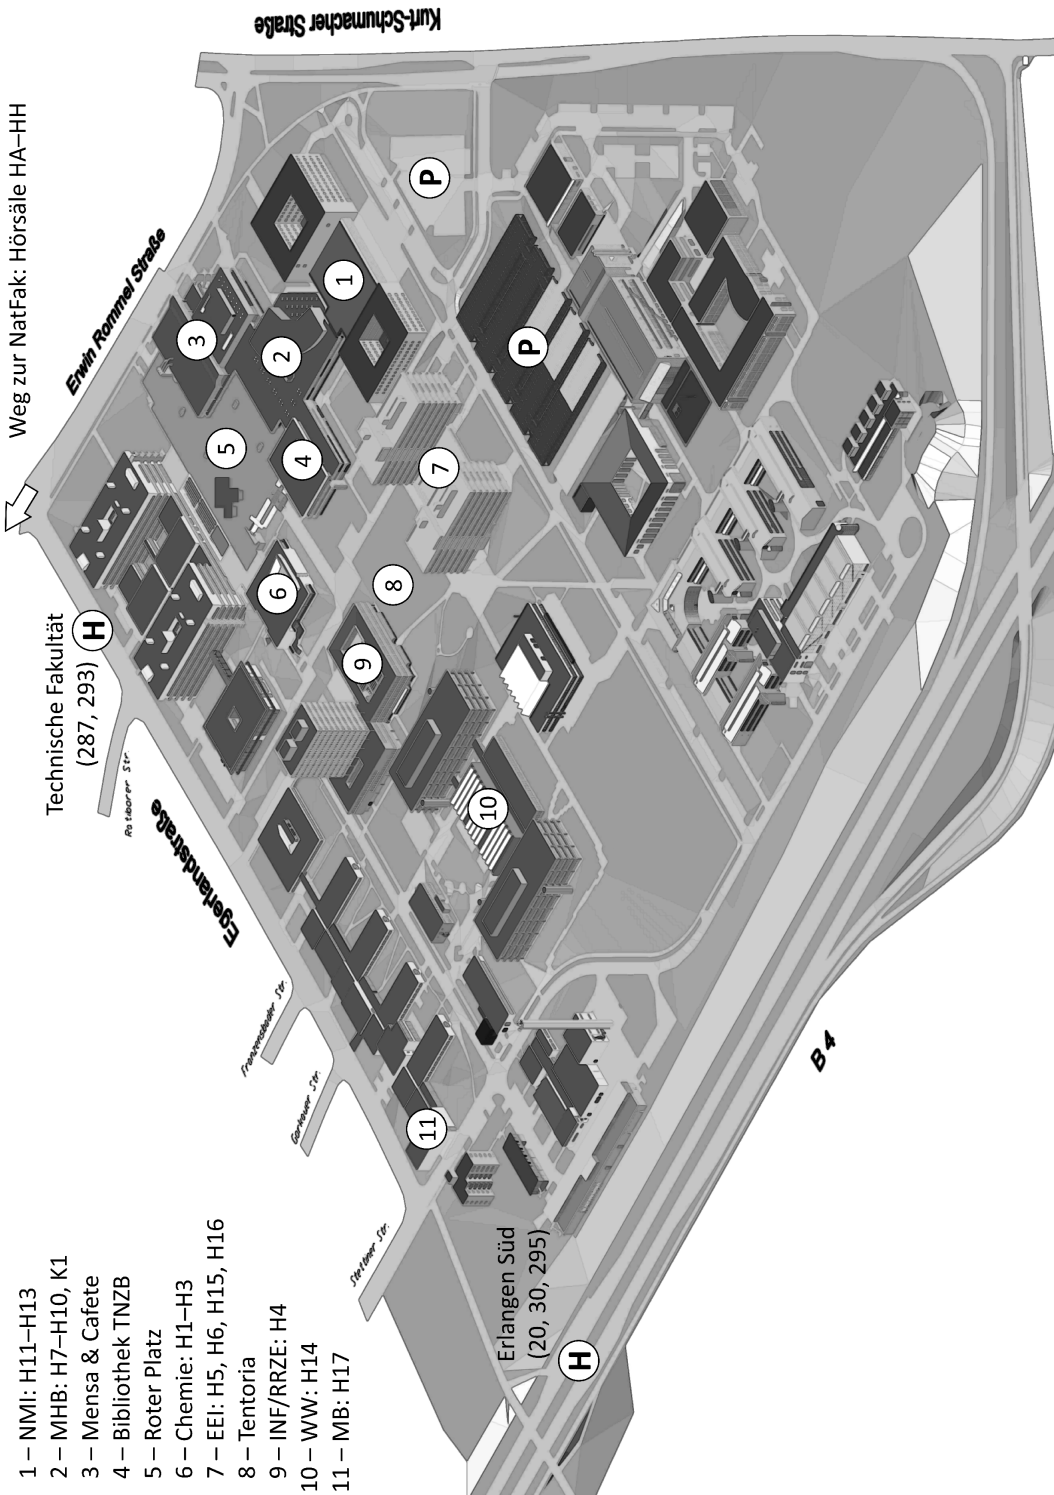 Kurt-Schumacher Straße
Weg zur NatFak: Hörsäle HA–HH
Erwin Rommel Straße
Technische Fakultät
(287, 293)
H
Ratiborer Str.
Egerlandstraße
Franzensbader Str.
Gorkauer Str.
Stettiner Str.
Erlangen Süd
(20, 30, 295)
H
B 4
P
P
1
2
3
4
5
6
7
8
9
10
11
1 – NMI: H11–H13
2 – MHB: H7–H10, K1
3 – Mensa & Cafete
4 – Bibliothek TNZB
5 – Roter Platz
6 – Chemie: H1–H3
7 – EEI: H5, H6, H15, H16
8 – Tentoria
9 – INF/RRZE: H4
10 – WW: H14
11 – MB: H17